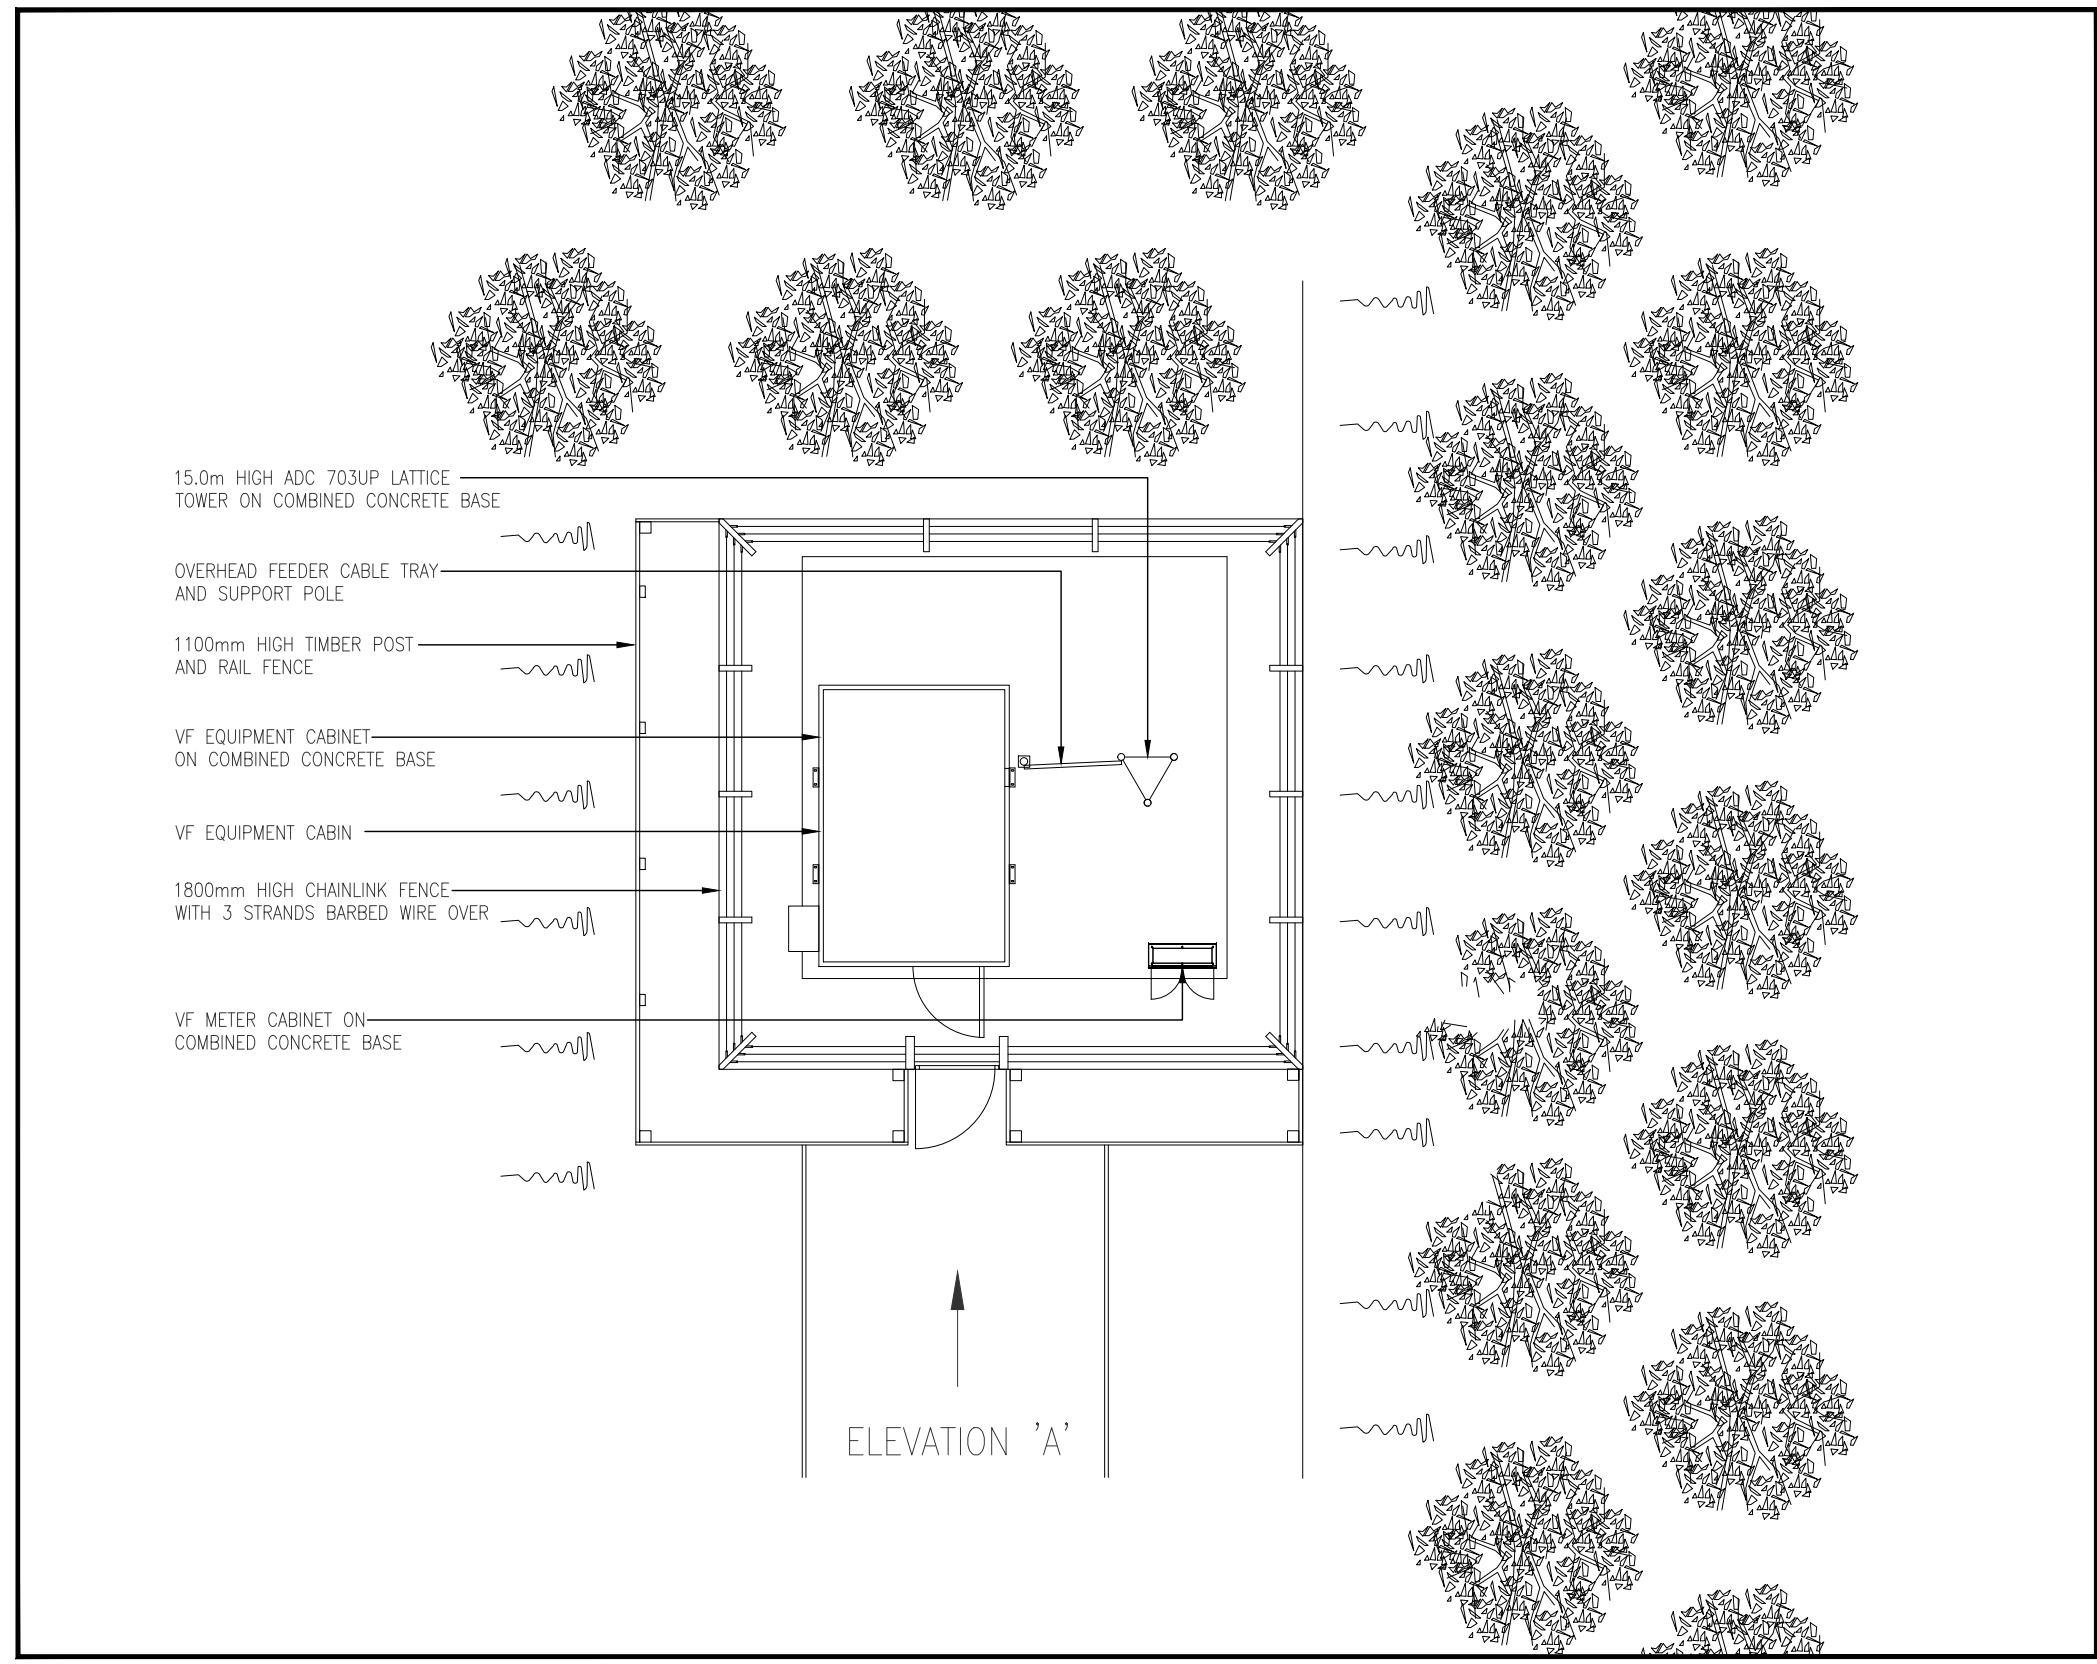 15.0m HIGH ADC 703UP LATTICE
TOWER ON COMBINED CONCRETE BASE
OVERHEAD FEEDER CABLE TRAY
AND SUPPORT POLE
1100mm HIGH TIMBER POST
AND RAIL FENCE
VF EQUIPMENT CABINET
ON COMBINED CONCRETE BASE
VF EQUIPMENT CABIN
1800mm HIGH CHAINLINK FENCE
WITH 3 STRANDS BARBED WIRE OVER
VF METER CABINET ON
COMBINED CONCRETE BASE
ELEVATION 'A'